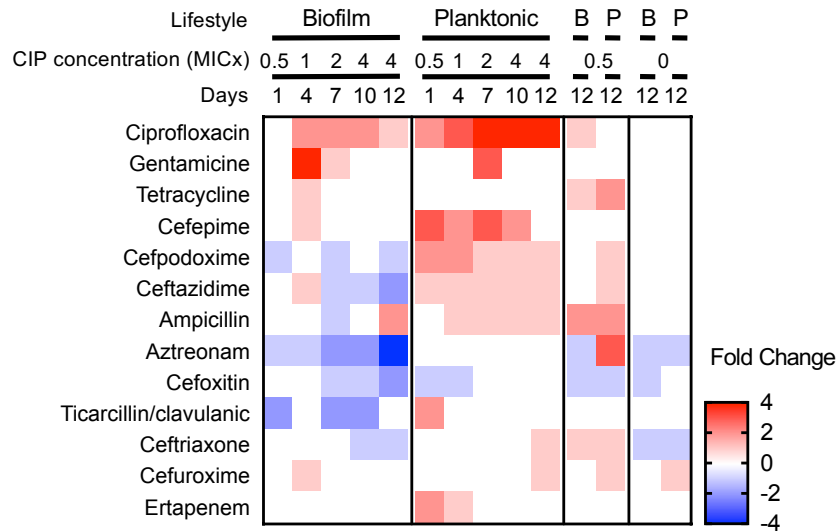 Lifestyle Biofilm Planktonic B P B P
CIP concentration (MICx) 0.5 1 2 4 4 0.5 1 2 4 4 0.5 0
Days 1 4 7 10 12 1 4 7 10 12 12 12 12 12
Ciprofloxacin
Gentamicine
Tetracycline
Cefepime
Cefpodoxime
Ceftazidime
Ampicillin
Aztreonam
Cefoxitin
Ticarcillin/clavulanic
Ceftriaxone
Cefuroxime
Ertapenem
Fold Change
4
2
0
-2
-4